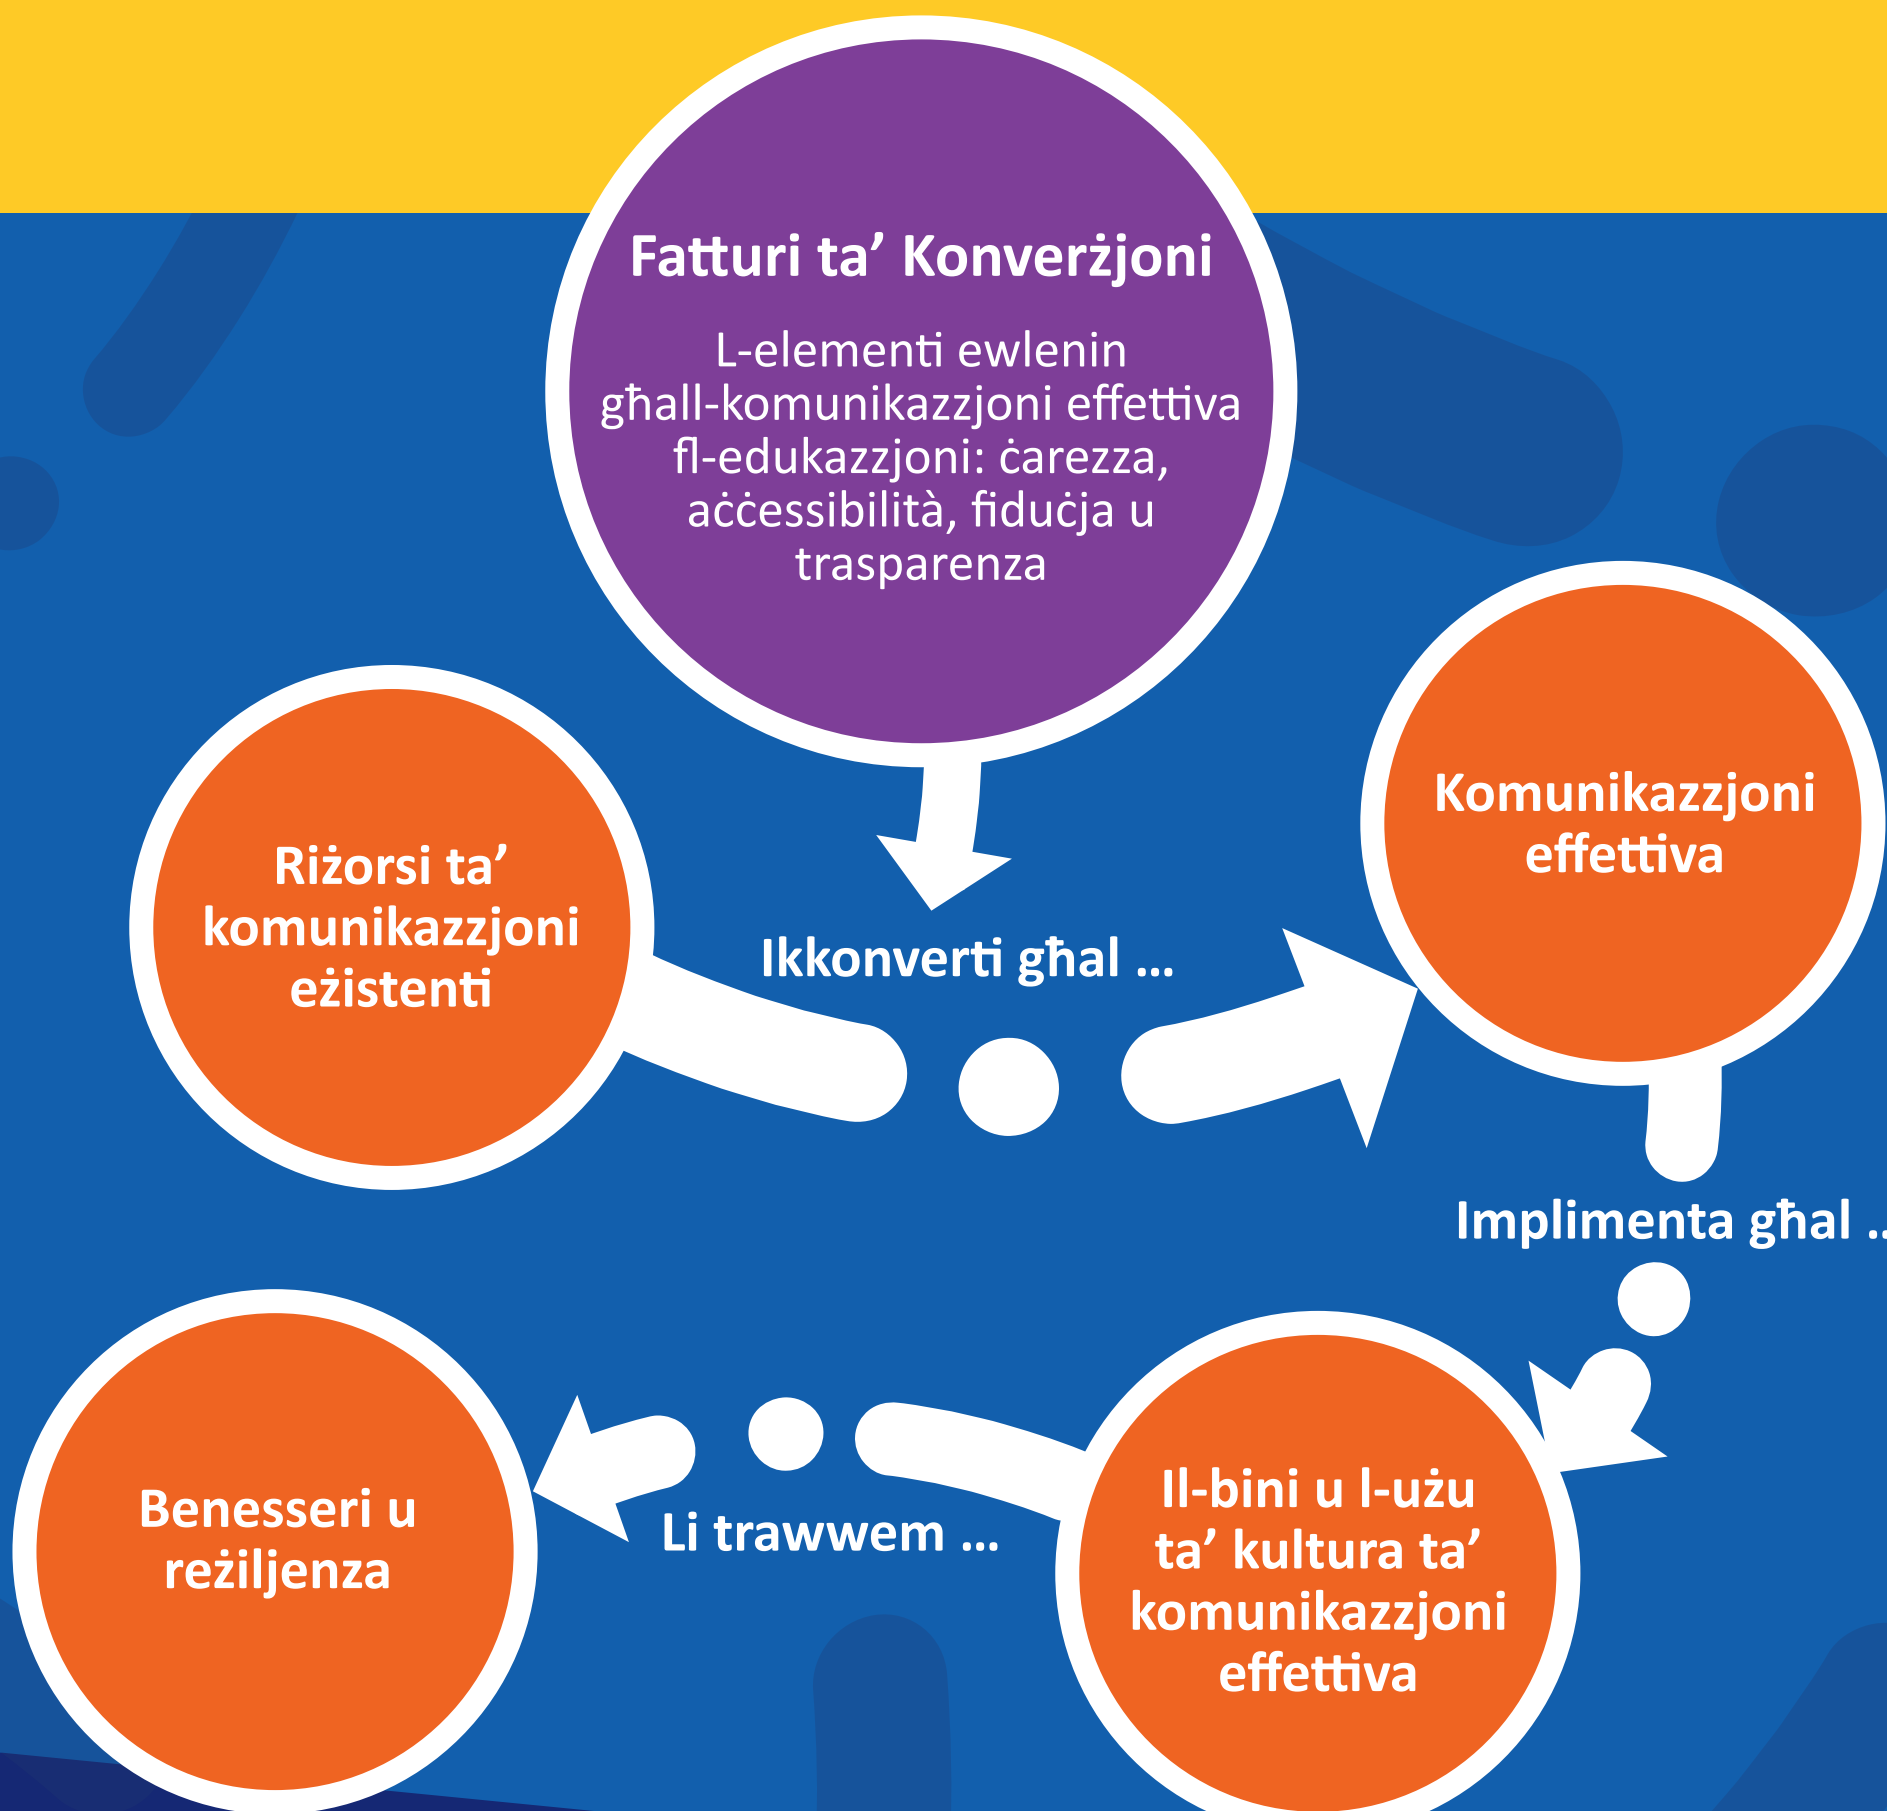 Fatturi ta’ Konverżjoni
L-elementi ewlenin
għall-komunikazzjoni effettiva
fl-edukazzjoni: ċarezza,
aċċessibilità, fiduċja u
trasparenza
Riżorsi ta’
komunikazzjoni
eżistenti
Ikkonverti għal ...
Komunikazzjoni
effettiva
Implimenta għal ..
Il-bini u l-użu
ta’ kultura ta’
komunikazzjoni
effettiva
Li trawwem ...
Benesseri u
reżiljenza